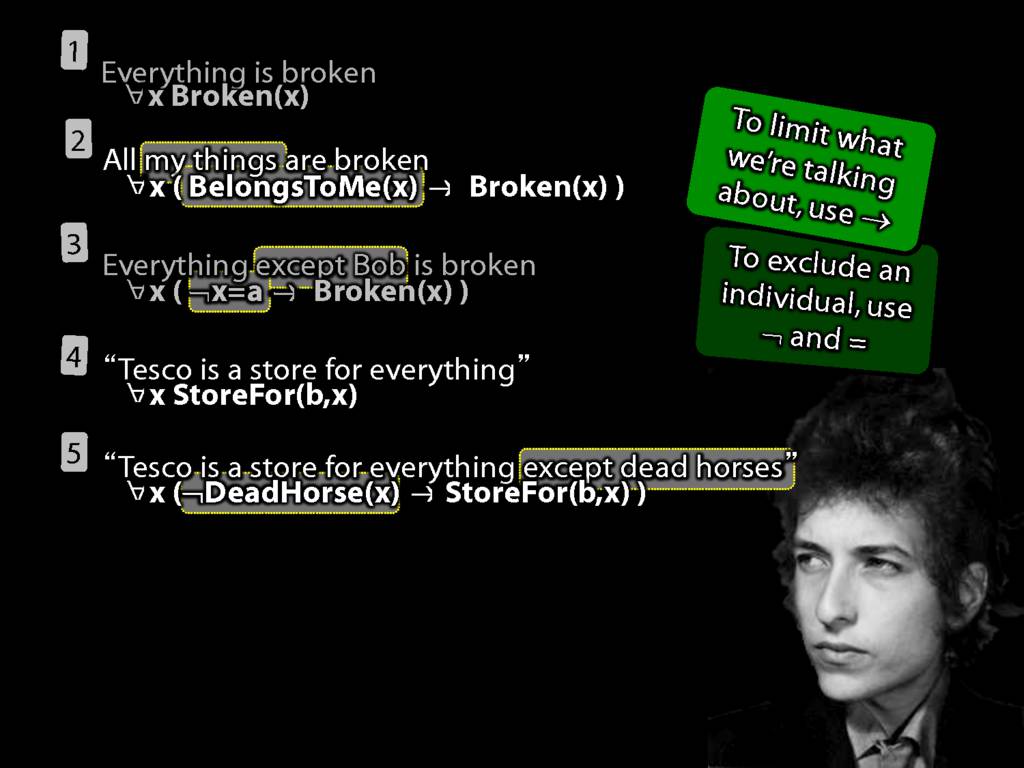 1
Everything is broken
∀x Broken(x)
2
All my things are broken
∀x ( BelongsToMe(x) → Broken(x) )
3
Everything except Bob is broken
∀x ( ¬x=a → Broken(x) )
4
“Tesco is a store for everything”
∀x StoreFor(b,x)
5
“Tesco is a store for everything except dead horses”
∀x (¬DeadHorse(x) → StoreFor(b,x) )
To limit what
we’re talking
about, use →
To exclude an
individual, use
¬ and =